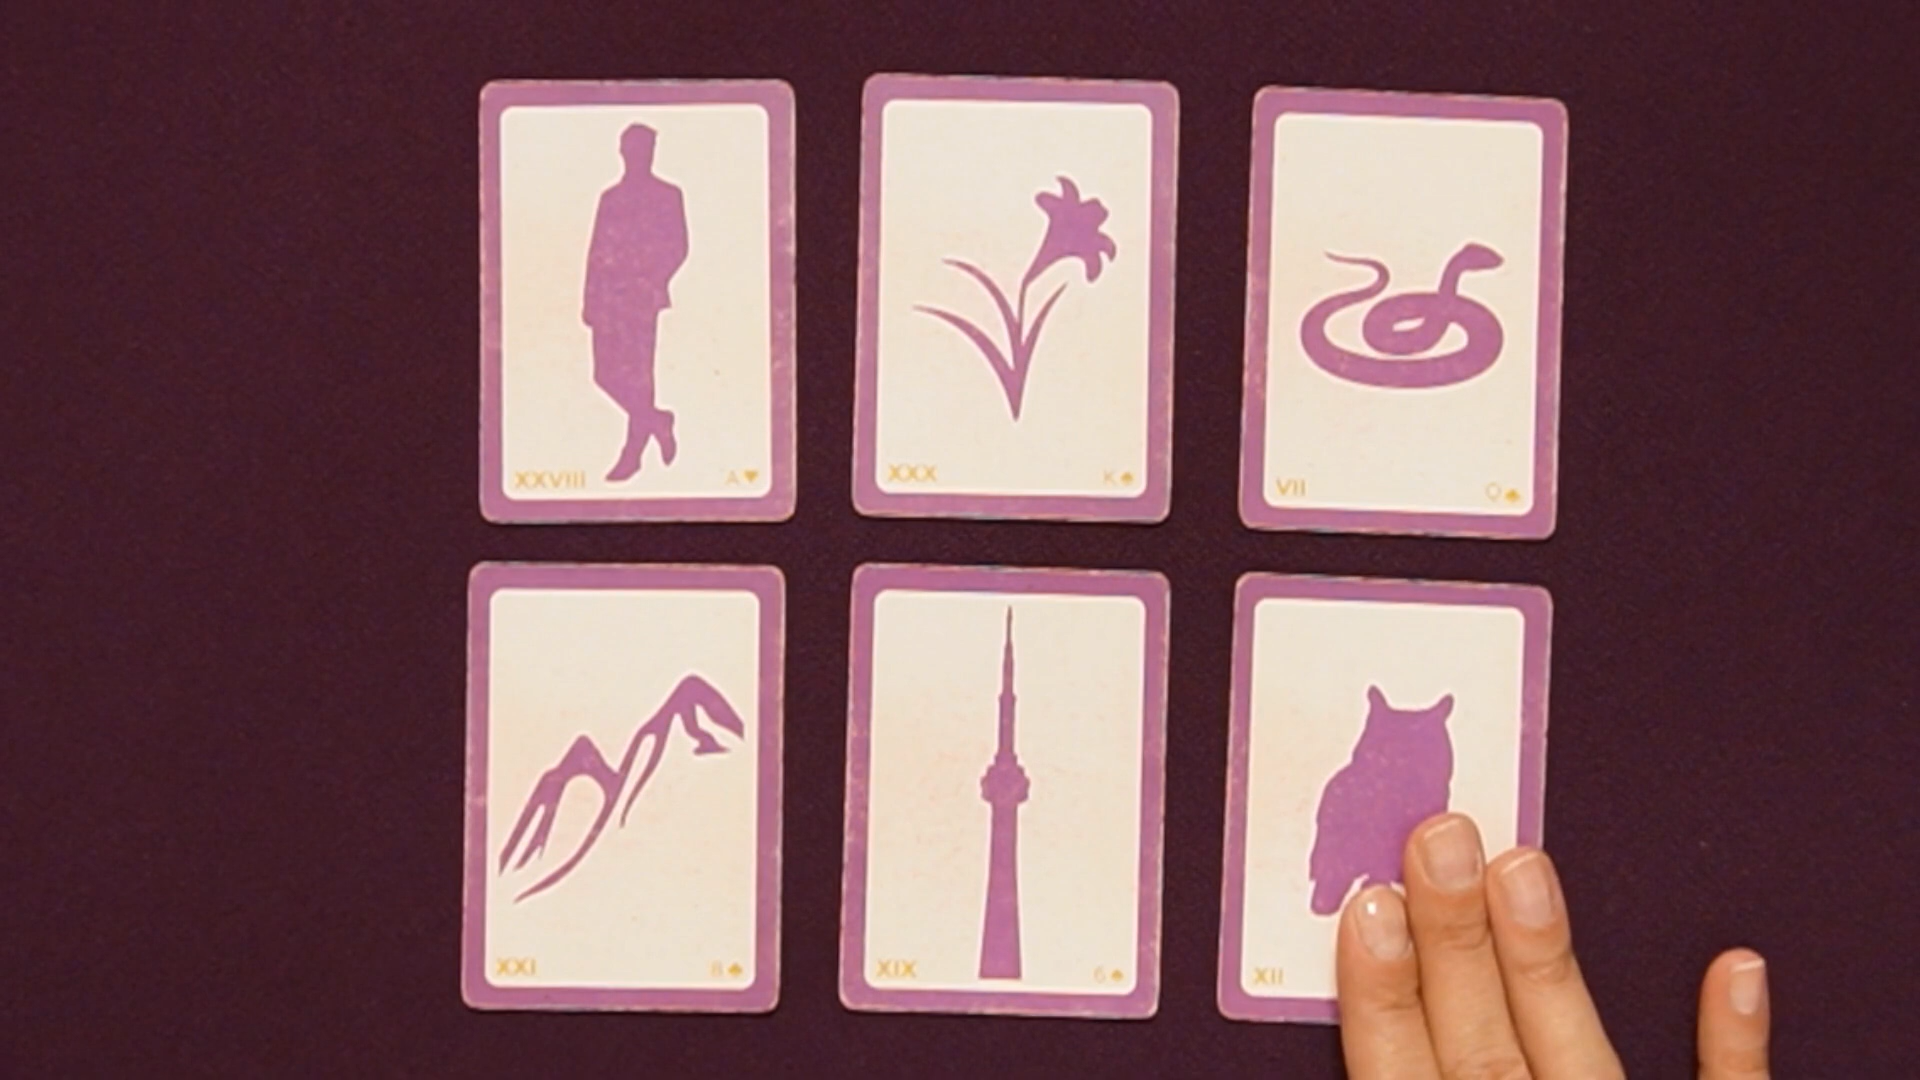 XXVIII A♥
XXX K♠
VII Q♣
XXI 8♠
XIX 6♠
XII